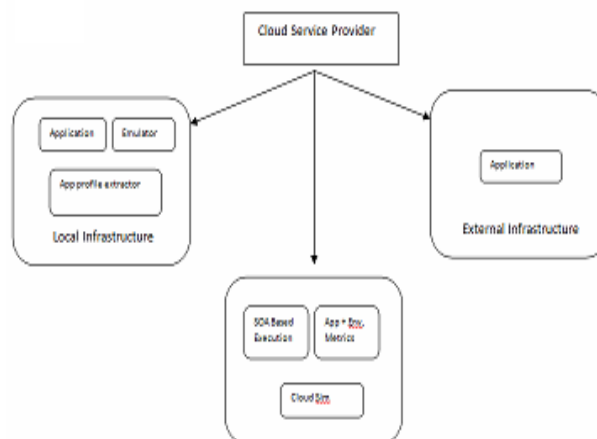 Cloud Service Provider
Application
Emulator
App profile extractor
Local Infrastructure
Application
External Infrastructure
SOA Based
Execution
App + Env.
Metrics
Cloud Sim